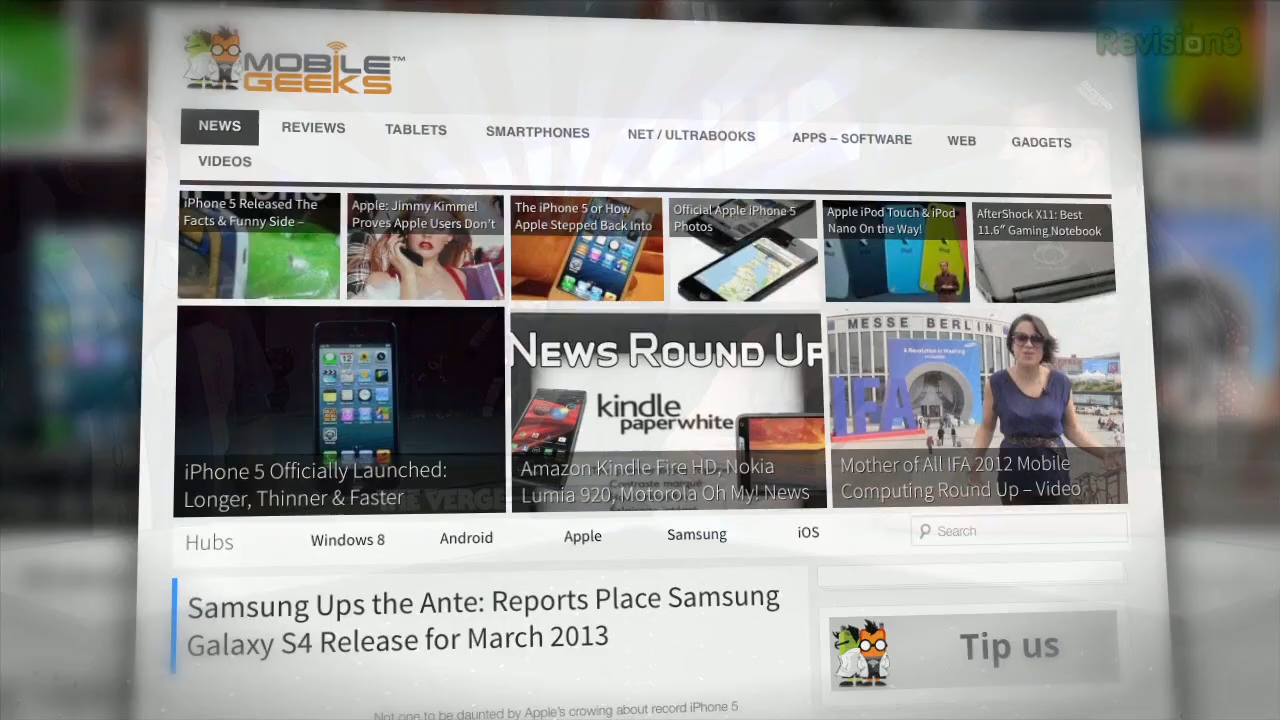 Revision3
MOBILE™
GEEKS
NEWS
REVIEWS
TABLETS
SMARTPHONES
NET / ULTRABOOKS
APPS – SOFTWARE
WEB
GADGETS
VIDEOS
iPhone 5 Released The
Facts & Funny Side –
Apple: Jimmy Kimmel
Proves Apple Users Don't
The iPhone 5 or How
Apple Stepped Back Into
Official Apple iPhone 5
Photos
Apple iPod Touch & iPod
Nano On the Way!
AfterShock X11: Best
11.6" Gaming Notebook
iPhone 5 Officially Launched:
Longer, Thinner & Faster
THE VERGE
NEWS ROUND UP
kindle
paperwhite
Amazon Kindle Fire HD, Nokia
Lumia 920, Motorola Oh My! News
Contraste marqué
MESSE BERLIN
IFA
Mother of All IFA 2012 Mobile
Computing Round Up – Video
Hubs
Windows 8
Android
Apple
Samsung
iOS
Search
Samsung Ups the Ante: Reports Place Samsung
Galaxy S4 Release for March 2013
Tip us
Not one to be daunted by Apple's crowing about record iPhone 5